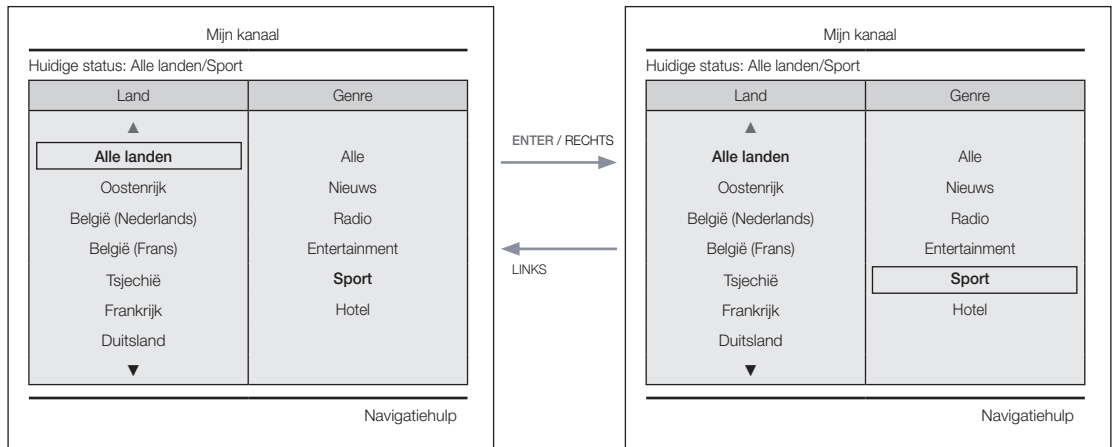 Mijn kanaal
Huidige status: Alle landen/Sport
Land Genre
▲
Alle landen Alle
Oostenrijk Nieuws
België (Nederlands) Radio
België (Frans) Entertainment
Tsjechië Sport
Frankrijk Hotel
Duitsland
▼
Navigatiehulp
ENTER / RECHTS
LINKS
Mijn kanaal
Huidige status: Alle landen/Sport
Land Genre
▲
Alle landen Alle
Oostenrijk Nieuws
België (Nederlands) Radio
België (Frans) Entertainment
Tsjechië Sport
Frankrijk Hotel
Duitsland
▼
Navigatiehulp